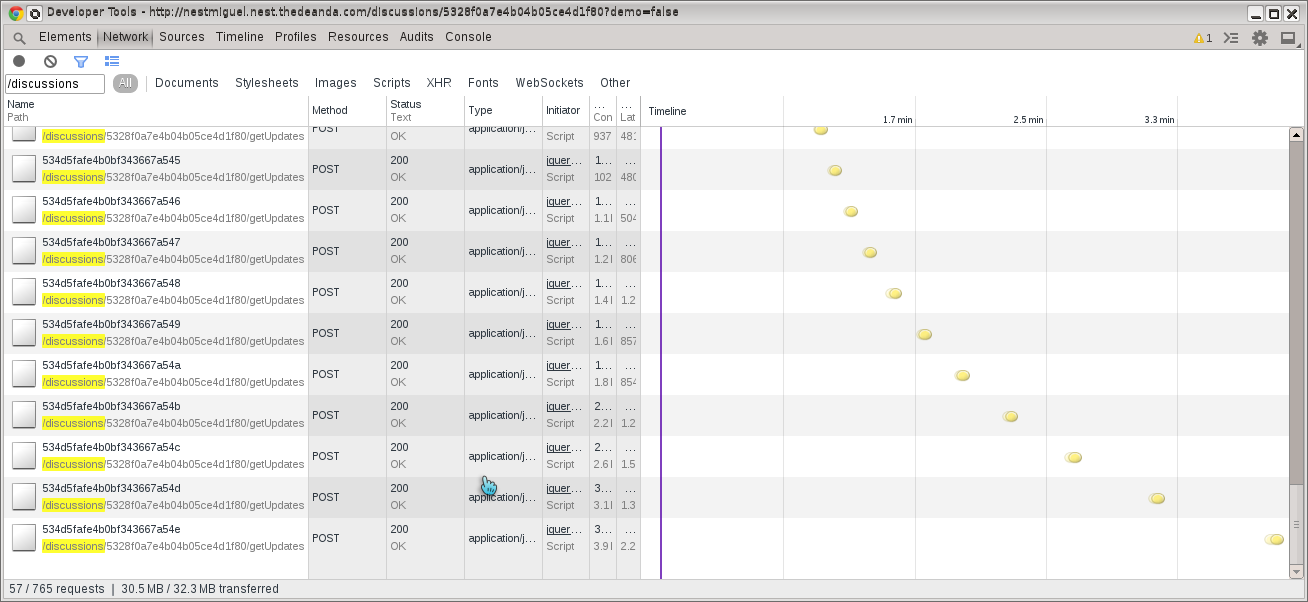 Developer Tools - http://nestmiguel.nest.thedeanda.com/discussions/5328f0a7e4b04b05ce4d1f80?demo=false
Elements Network Sources Timeline Profiles Resources Audits Console 1
/discussions All Documents Stylesheets Images Scripts XHR Fonts WebSockets Other
Name Method Status Type Initiator ... ... Timeline
Path Text Con Lat
1.7 min 2.5 min 3.3 min
POST application/j...
/discussions/5328f0a7e4b04b05ce4d1f80/getUpdates OK Script 937 481
534d5fafe4b0bf343667a545 POST 200 application/j... jquer... 1... ...
/discussions/5328f0a7e4b04b05ce4d1f80/getUpdates OK Script 102 480
534d5fafe4b0bf343667a546 POST 200 application/j... jquer... 1... ...
/discussions/5328f0a7e4b04b05ce4d1f80/getUpdates OK Script 1.1 504
534d5fafe4b0bf343667a547 POST 200 application/j... jquer... 1... ...
/discussions/5328f0a7e4b04b05ce4d1f80/getUpdates OK Script 1.2 806
534d5fafe4b0bf343667a548 POST 200 application/j... jquer... 1... ...
/discussions/5328f0a7e4b04b05ce4d1f80/getUpdates OK Script 1.4 1.2
534d5fafe4b0bf343667a549 POST 200 application/j... jquer... 1... ...
/discussions/5328f0a7e4b04b05ce4d1f80/getUpdates OK Script 1.6 857
534d5fafe4b0bf343667a54a POST 200 application/j... jquer... 1... ...
/discussions/5328f0a7e4b04b05ce4d1f80/getUpdates OK Script 1.8 854
534d5fafe4b0bf343667a54b POST 200 application/j... jquer... 2... ...
/discussions/5328f0a7e4b04b05ce4d1f80/getUpdates OK Script 2.2 1.2
534d5fafe4b0bf343667a54c POST 200 application/j... jquer... 2... ...
/discussions/5328f0a7e4b04b05ce4d1f80/getUpdates OK Script 2.6 1.5
534d5fafe4b0bf343667a54d POST 200 application/j... jquer... 3... ...
/discussions/5328f0a7e4b04b05ce4d1f80/getUpdates OK Script 3.1 1.3
534d5fafe4b0bf343667a54e POST 200 application/j... jquer... 3... ...
/discussions/5328f0a7e4b04b05ce4d1f80/getUpdates OK Script 3.9 2.2
57 / 765 requests | 30.5 MB / 32.3 MB transferred